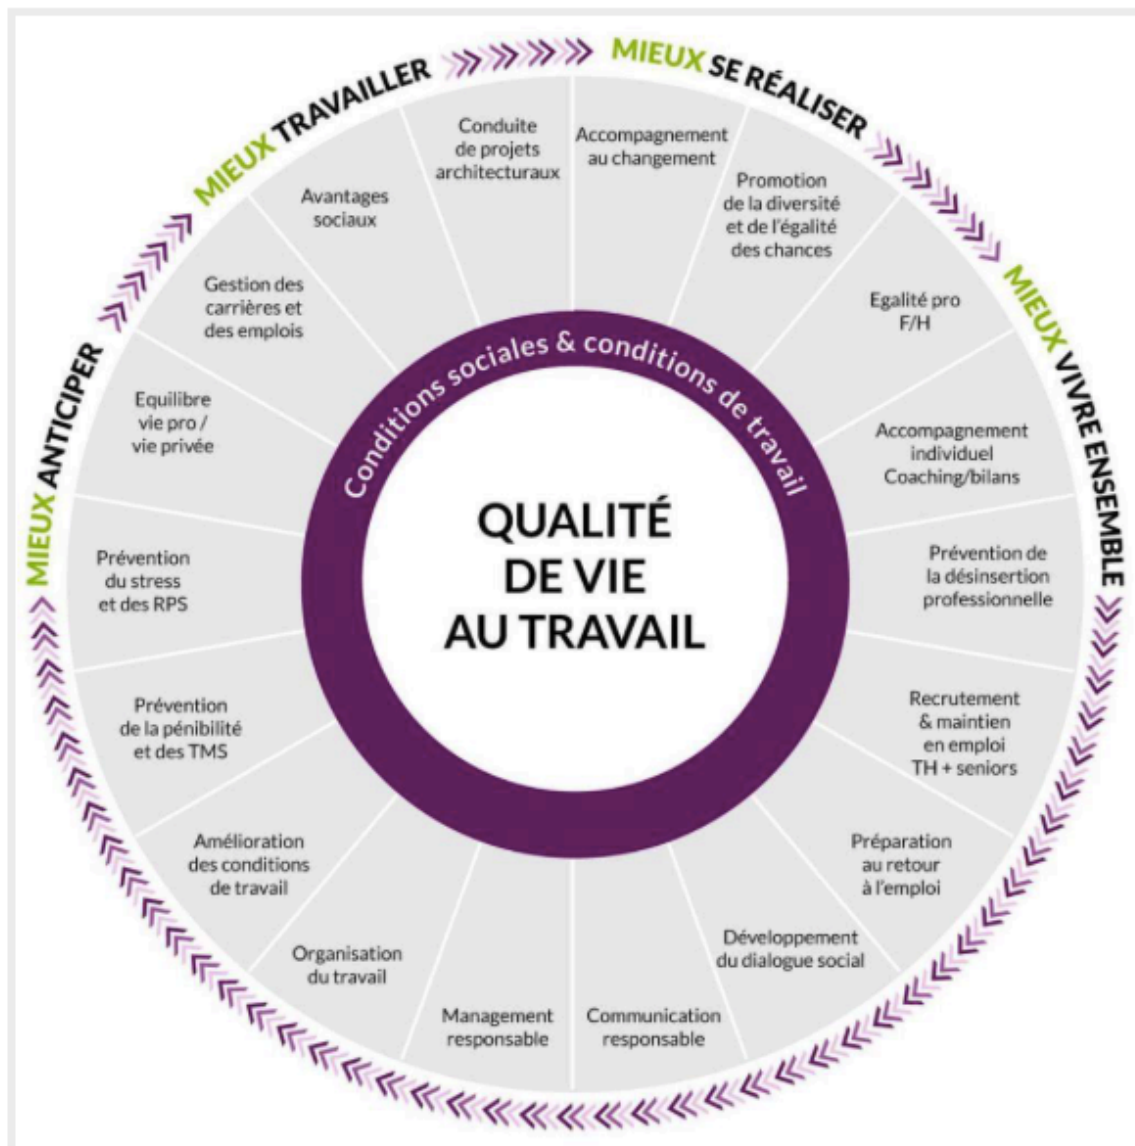 MIEUX ANTICIPER
MIEUX TRAVAILLER
MIEUX SE RÉALISER
MIEUX VIVRE ENSEMBLE
Conduite
de projets
architecturaux
Accompagnement
au changement
Promotion
de la diversité
et de l'égalité
des chances
Egalité pro
F/H
Accompagnement
individuel
Coaching/bilans
Prévention de
la désinsertion
professionnelle
Recrutement
& maintien
en emploi
TH + seniors
Préparation
au retour
à l'emploi
Développement
du dialogue social
Communication
responsable
Management
responsable
Organisation
du travail
Amélioration
des conditions
de travail
Prévention
de la pénibilité
et des TMS
Prévention
du stress
et des RPS
Equilibre
vie pro /
vie privée
Gestion des
carrières et
des emplois
Avantages
sociaux
Conditions sociales & conditions de travail
QUALITÉ
DE VIE
AU TRAVAIL